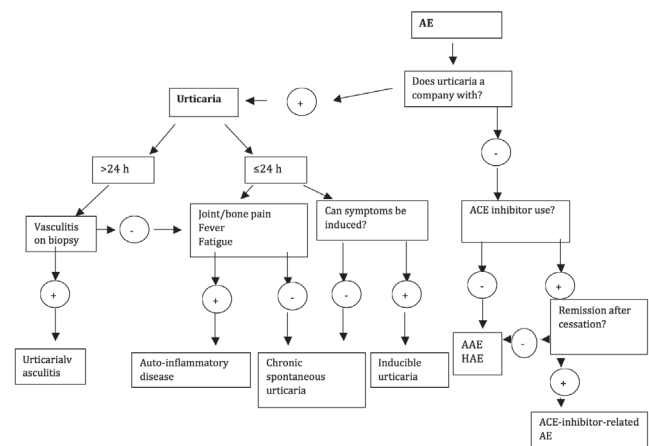 AE
Does urticaria a
company with?
+
Urticaria
-
>24 h
≤24 h
Vasculitis
on biopsy
-
Joint/bone pain
Fever
Fatigue
Can symptoms be
induced?
ACE inhibitor use?
+
+
-
-
+
-
+
Remission after
cessation?
Urticarialv
asculitis
Auto-inflammatory
disease
Chronic
spontaneous
urticaria
Inducible
urticaria
AAE
HAE
-
+
ACE-inhibitor-related
AE